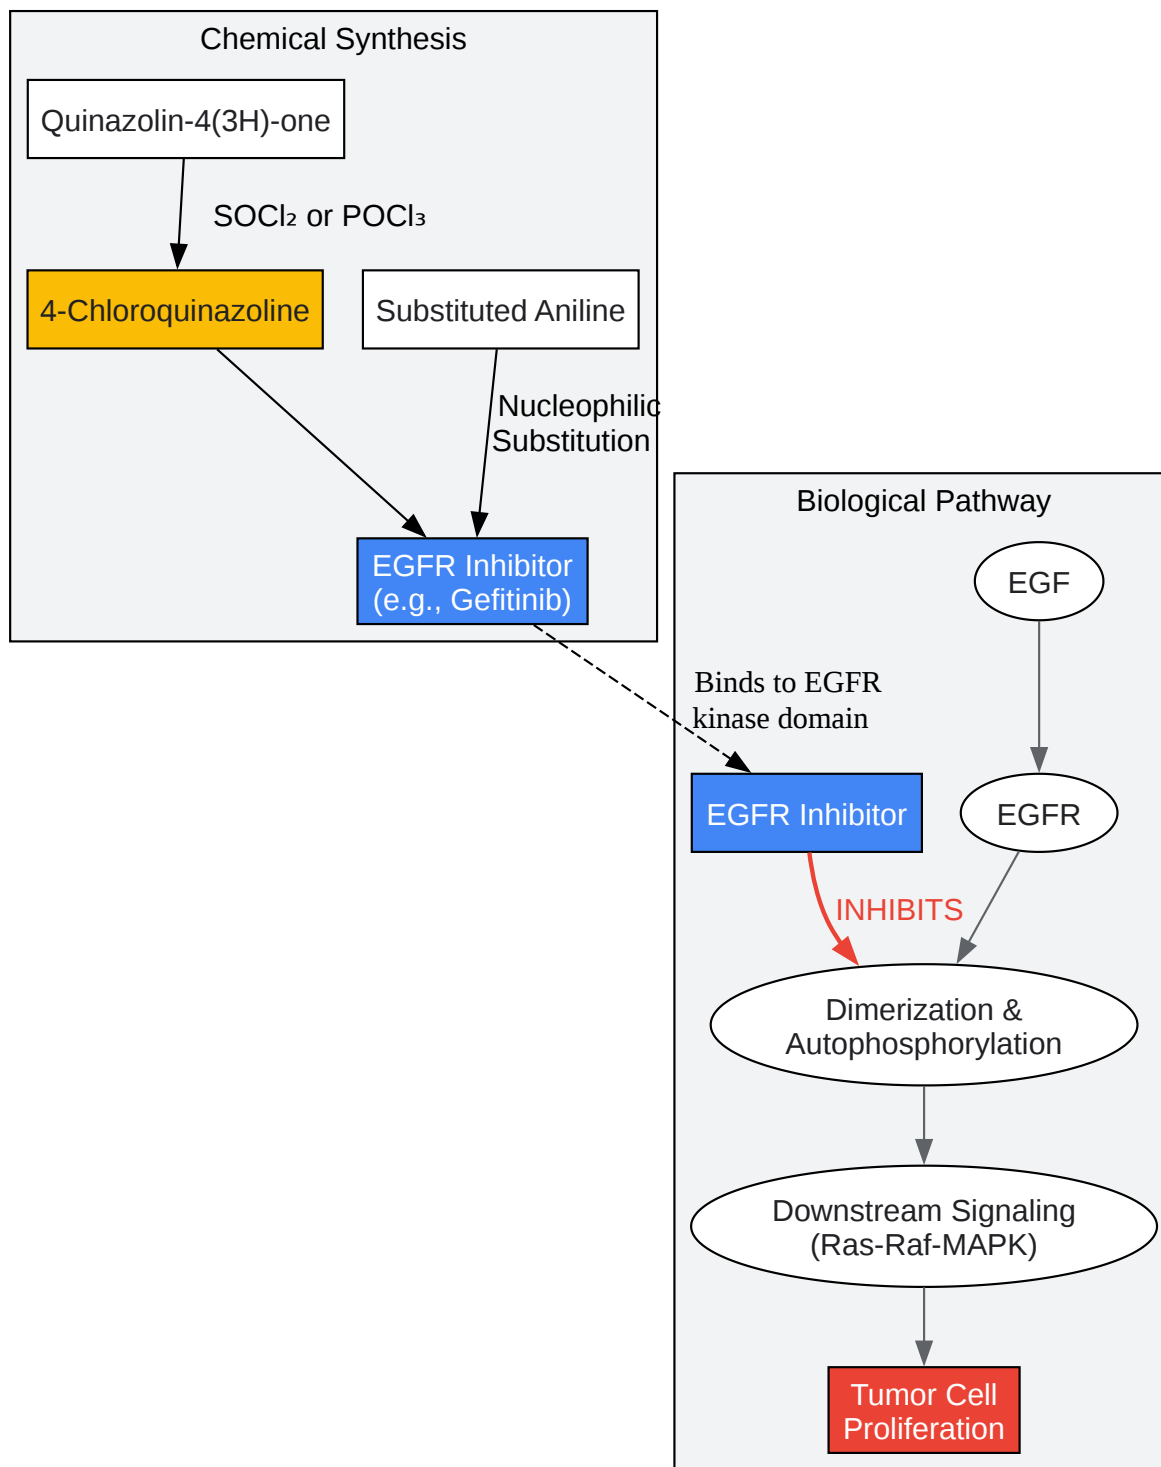 Chemical Synthesis
Quinazolin-4(3H)-one
SOCl₂ or POCl₃
4-Chloroquinazoline
Substituted Aniline
Nucleophilic
Substitution
EGFR Inhibitor
(e.g., Gefitinib)
Biological Pathway
EGF
Binds to EGFR
kinase domain
EGFR Inhibitor
EGFR
INHIBITS
Dimerization &
Autophosphorylation
Downstream Signaling
(Ras-Raf-MAPK)
Tumor Cell
Proliferation